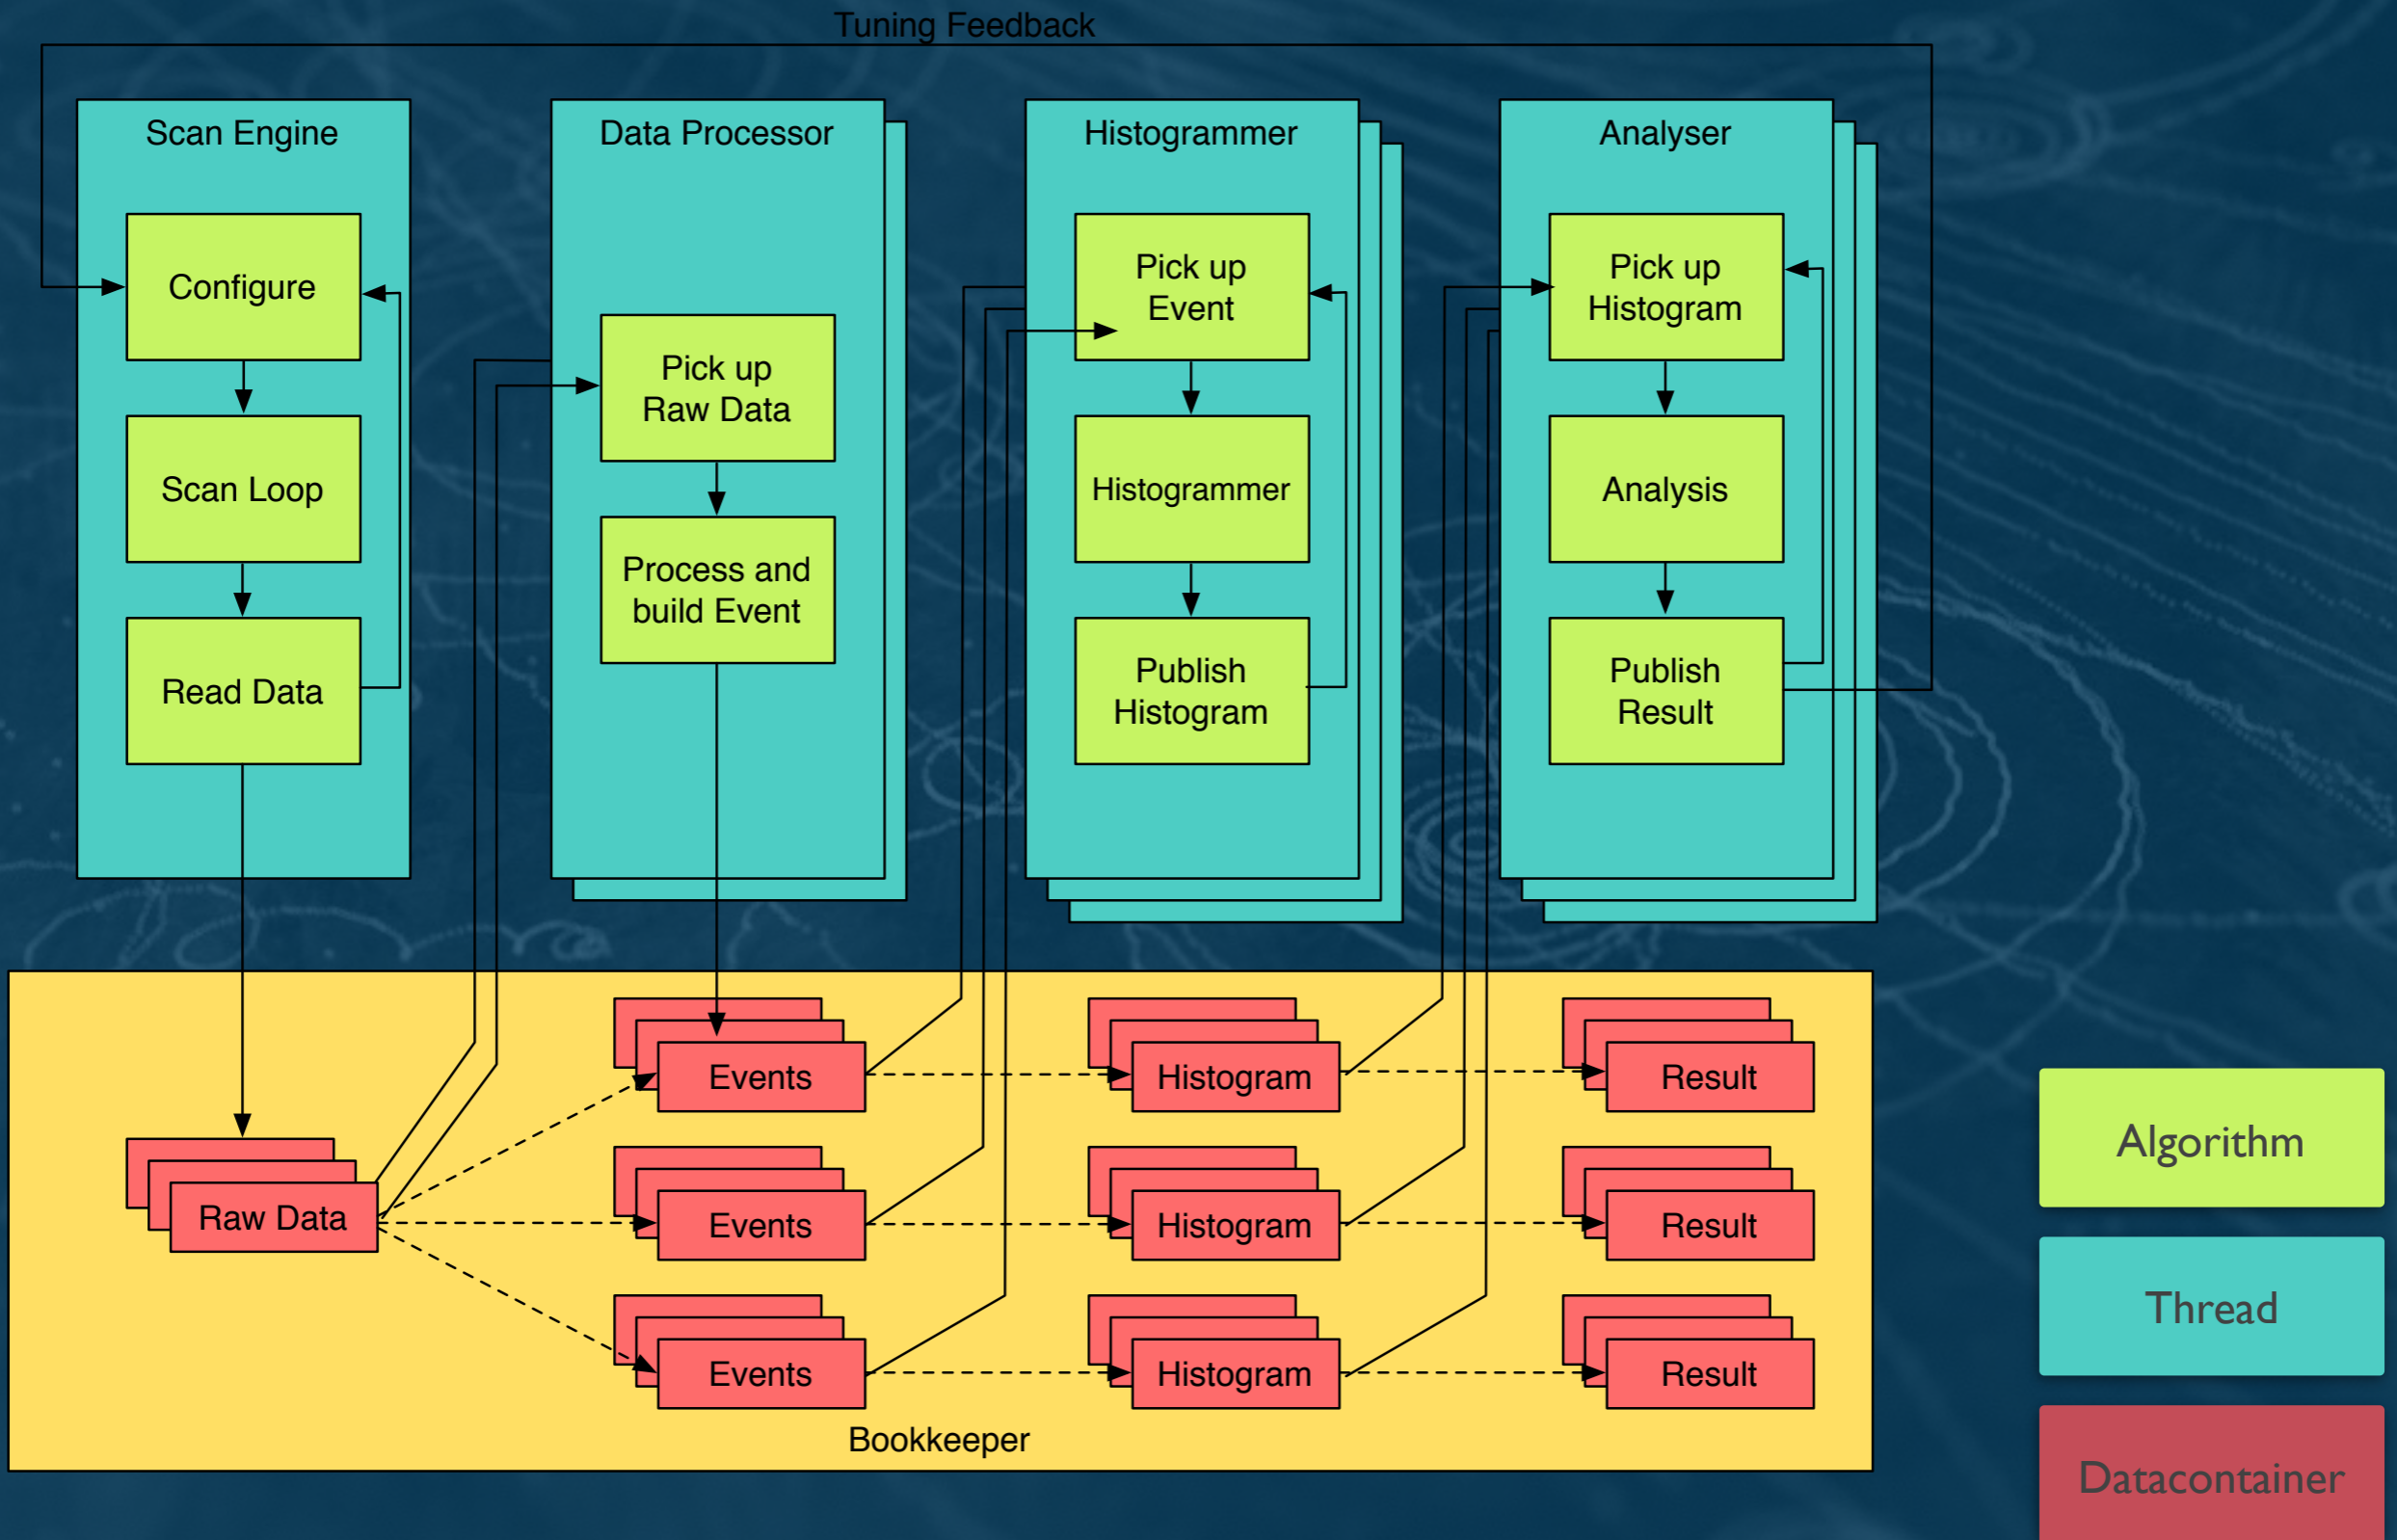 Tuning Feedback
Scan Engine
Configure
Scan Loop
Read Data
Data Processor
Pick up
Raw Data
Process and
build Event
Histogrammer
Pick up
Event
Histogrammer
Publish
Histogram
Analyser
Pick up
Histogram
Analysis
Publish
Result
Raw Data
Events
Histogram
Result
Events
Histogram
Result
Events
Histogram
Result
Bookkeeper
Algorithm
Thread
Datacontainer